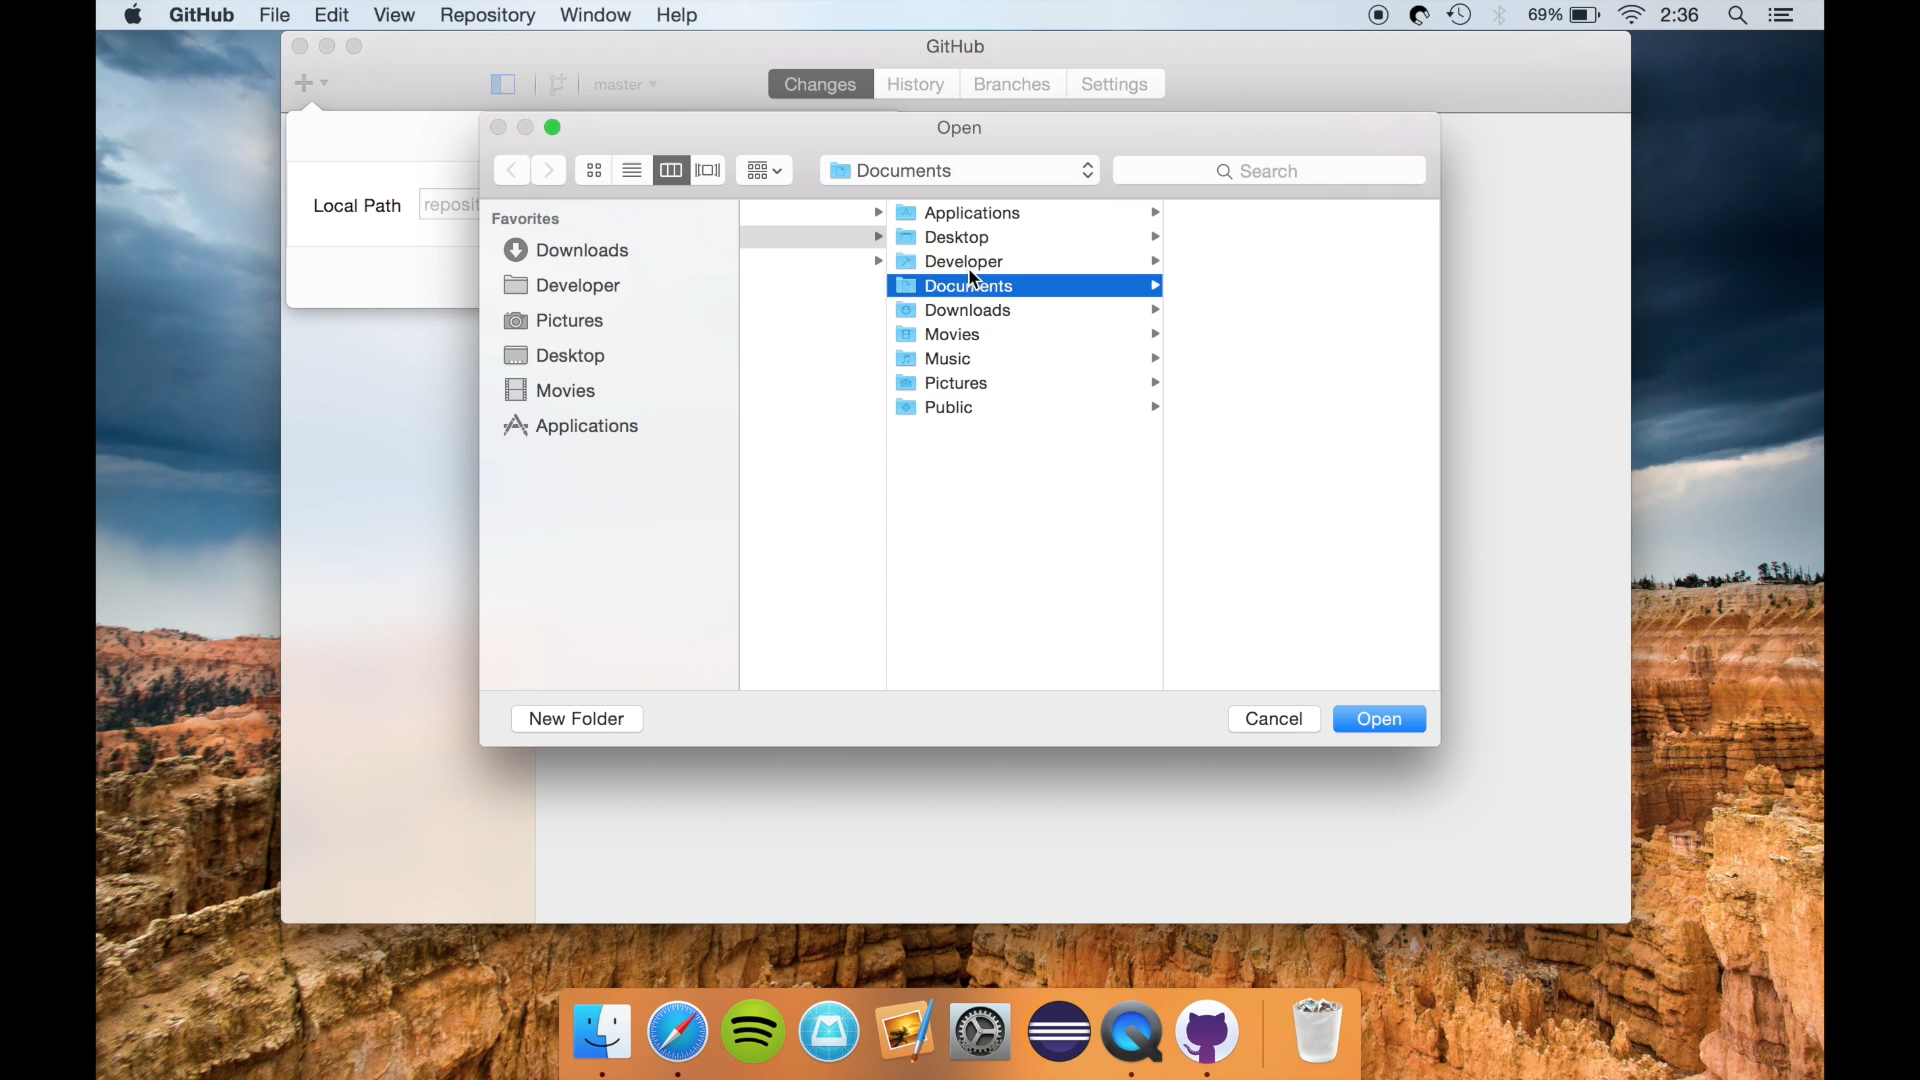 GitHub File Edit View Repository Window Help 69% 2:36
GitHub
master Changes History Branches Settings
Open
Documents Search
Local Path reposit
Favorites
Downloads
Developer
Pictures
Desktop
Movies
Applications
Applications
Desktop
Developer
Documents
Downloads
Movies
Music
Pictures
Public
New Folder Cancel Open